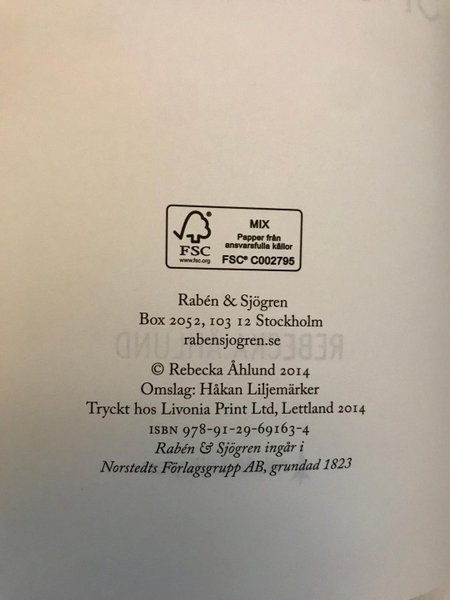 FSC
www.fsc.org
MIX
Papper från
ansvarsfulla källor
FSC® C002795
Rabén & Sjögren
Box 2052, 103 12 Stockholm
rabensjogren.se
© Rebecka Åhlund 2014
Omslag: Håkan Liljemärker
Tryckt hos Livonia Print Ltd, Lettland 2014
ISBN 978-91-29-69163-4
Rabén & Sjögren ingår i
Norstedts Förlagsgrupp AB, grundad 1823
REBECKA ÅHLUND